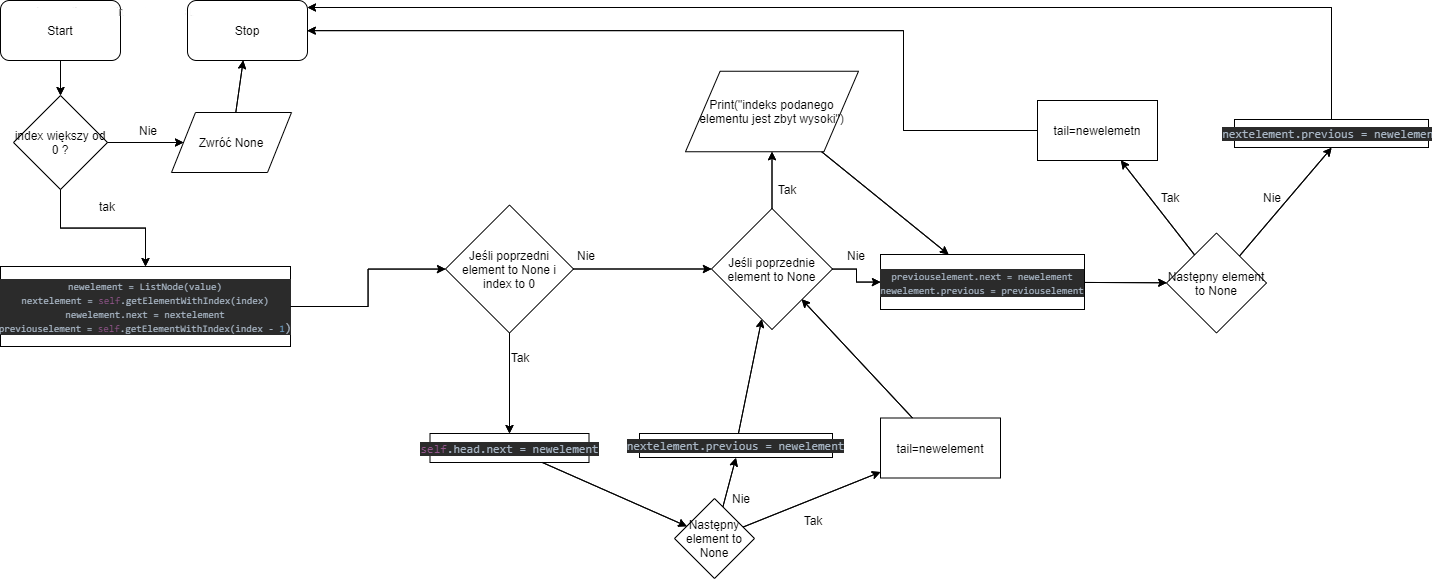 Start
Stop
index większy od
0 ?
Nie
Zwróć None
tak
newelement = ListNode(value)
nextelement = self.getElementWithIndex(index)
newelement.next = nextelement
previouselement = self.getElementWithIndex(index - 1)
Jeśli poprzedni
element to None i
index to 0
Nie
Tak
self.head.next = newelement
Następny
element to
None
Nie
nextelement.previous = newelement
Tak
tail=newelement
Jeśli poprzednie
element to None
Tak
Print("indeks podanego
elementu jest zbyt wysoki")
Nie
previouselement.next = newelement
newelement.previous = previouselement
Następny element
to None
Tak
tail=newelemetn
Nie
nextelement.previous = newelemen